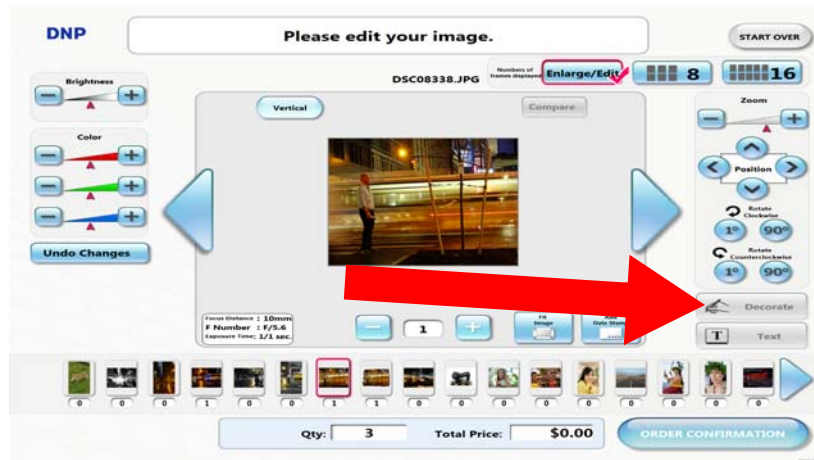 DNP
Please edit your image.
START OVER
DSC08338.JPG
Numbers of
frames displayed
Enlarge/Edit
8
16
Brightness
Vertical
Compare
Zoom
Color
Position
Rotate
Clockwise
1º 90º
Undo Changes
Rotate
Counterclockwise
1º 90º
Focus Distance : 10mm
F Number : F/5.6
Exposure Time: 1/1 sec.
1
Fit
Image
Add
Date Stamp
Decorate
T Text
0 0 0 1 0 0 1 1 0 0 0 0 0 0 0 0 0
Qty: 3 Total Price: $0.00
ORDER CONFIRMATION